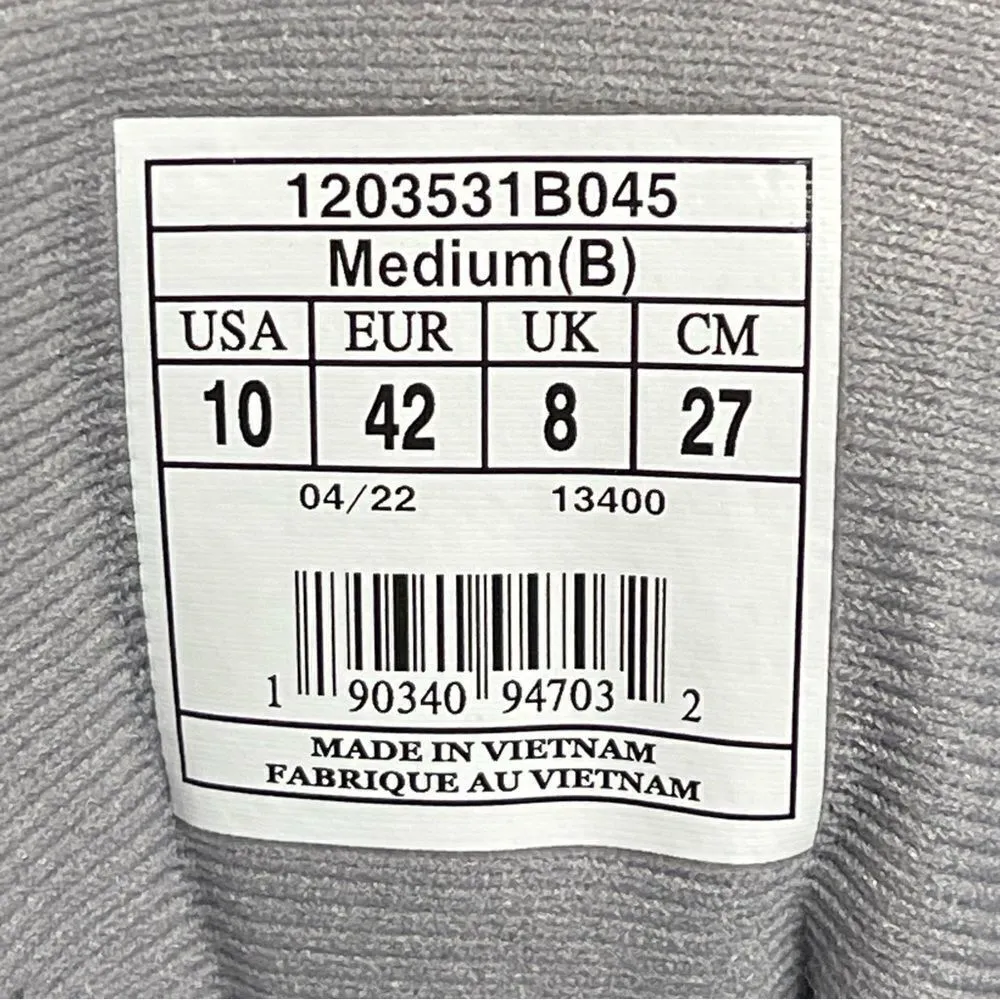 1203531B045
Medium(B)
USA EUR UK CM
10 42 8 27
04/22 13400
1 90340 94703 2
MADE IN VIETNAM
FABRIQUE AU VIETNAM